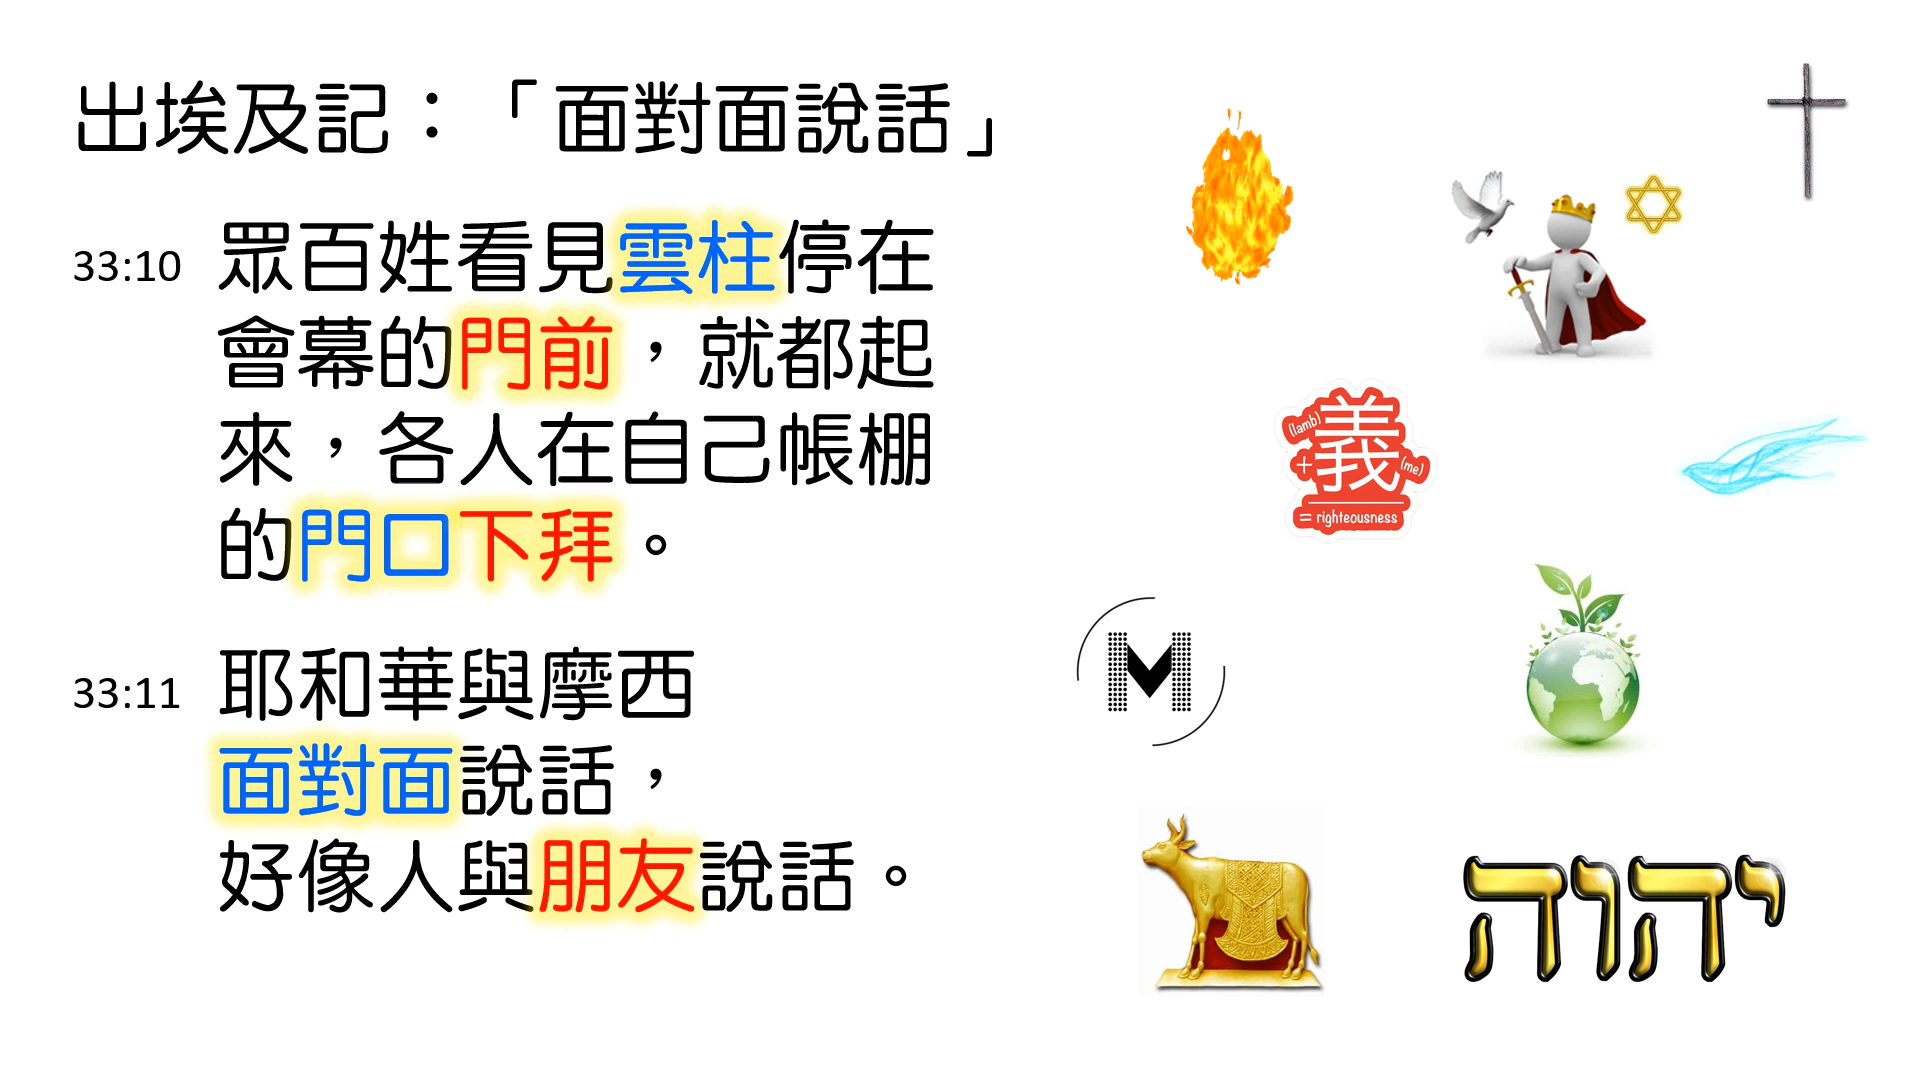 出埃及記：「面對面說話」
33:10 眾百姓看見雲柱停在
會幕的門前，就都起
來，各人在自己帳棚
的門口下拜。
33:11 耶和華與摩西
面對面說話，
好像人與朋友說話。
(lamb)
義
+
(me)
= righteousness
M
יהוה